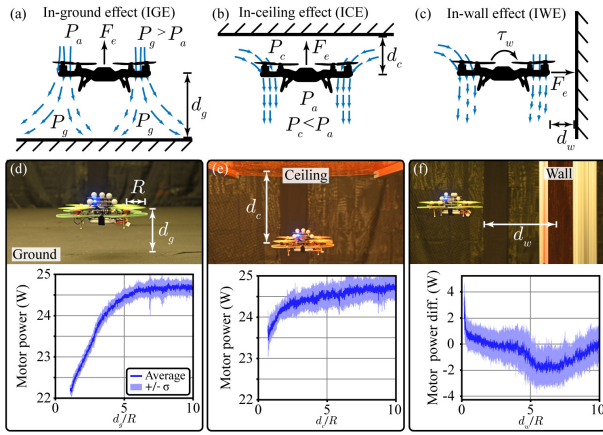 (a) In-ground effect (IGE)
P_a F_e P_g > P_a
d_g
P_g P_g
(b) In-ceiling effect (ICE)
P_c F_e d_c
P_a
P_c < P_a
(c) In-wall effect (IWE)
τ_w
F_e
d_w
(d)
R
d_g
Ground
(e) Ceiling
d_c
(f) Wall
d_w
Motor power (W)
25
24
23
22
Average
+/- σ
0 5 10
d_g/R
Motor power (W)
25
24
23
22
0 5 10
d_c/R
Motor power diff. (W)
4
2
0
-2
-4
0 5 10
d_w/R